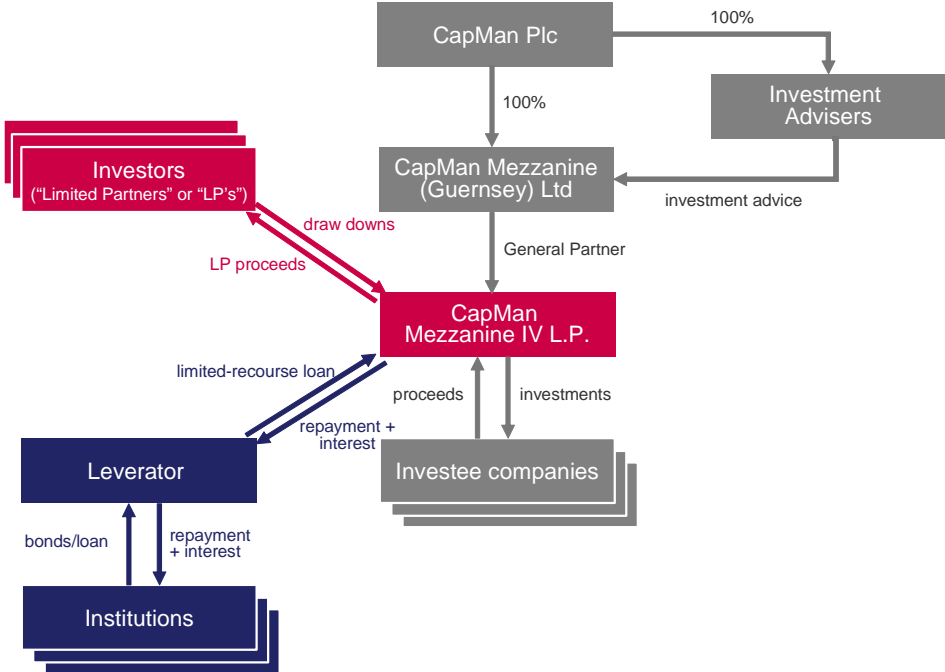 100%
CapMan Plc
Investment
Advisers
100%
CapMan Mezzanine
(Guernsey) Ltd
investment advice
Investors
(“Limited Partners” or “LP’s”)
draw downs
LP proceeds
General Partner
CapMan
Mezzanine IV L.P.
limited-recourse loan
repayment +
interest
proceeds
investments
Leverator
Investee companies
bonds/loan
repayment
+ interest
Institutions